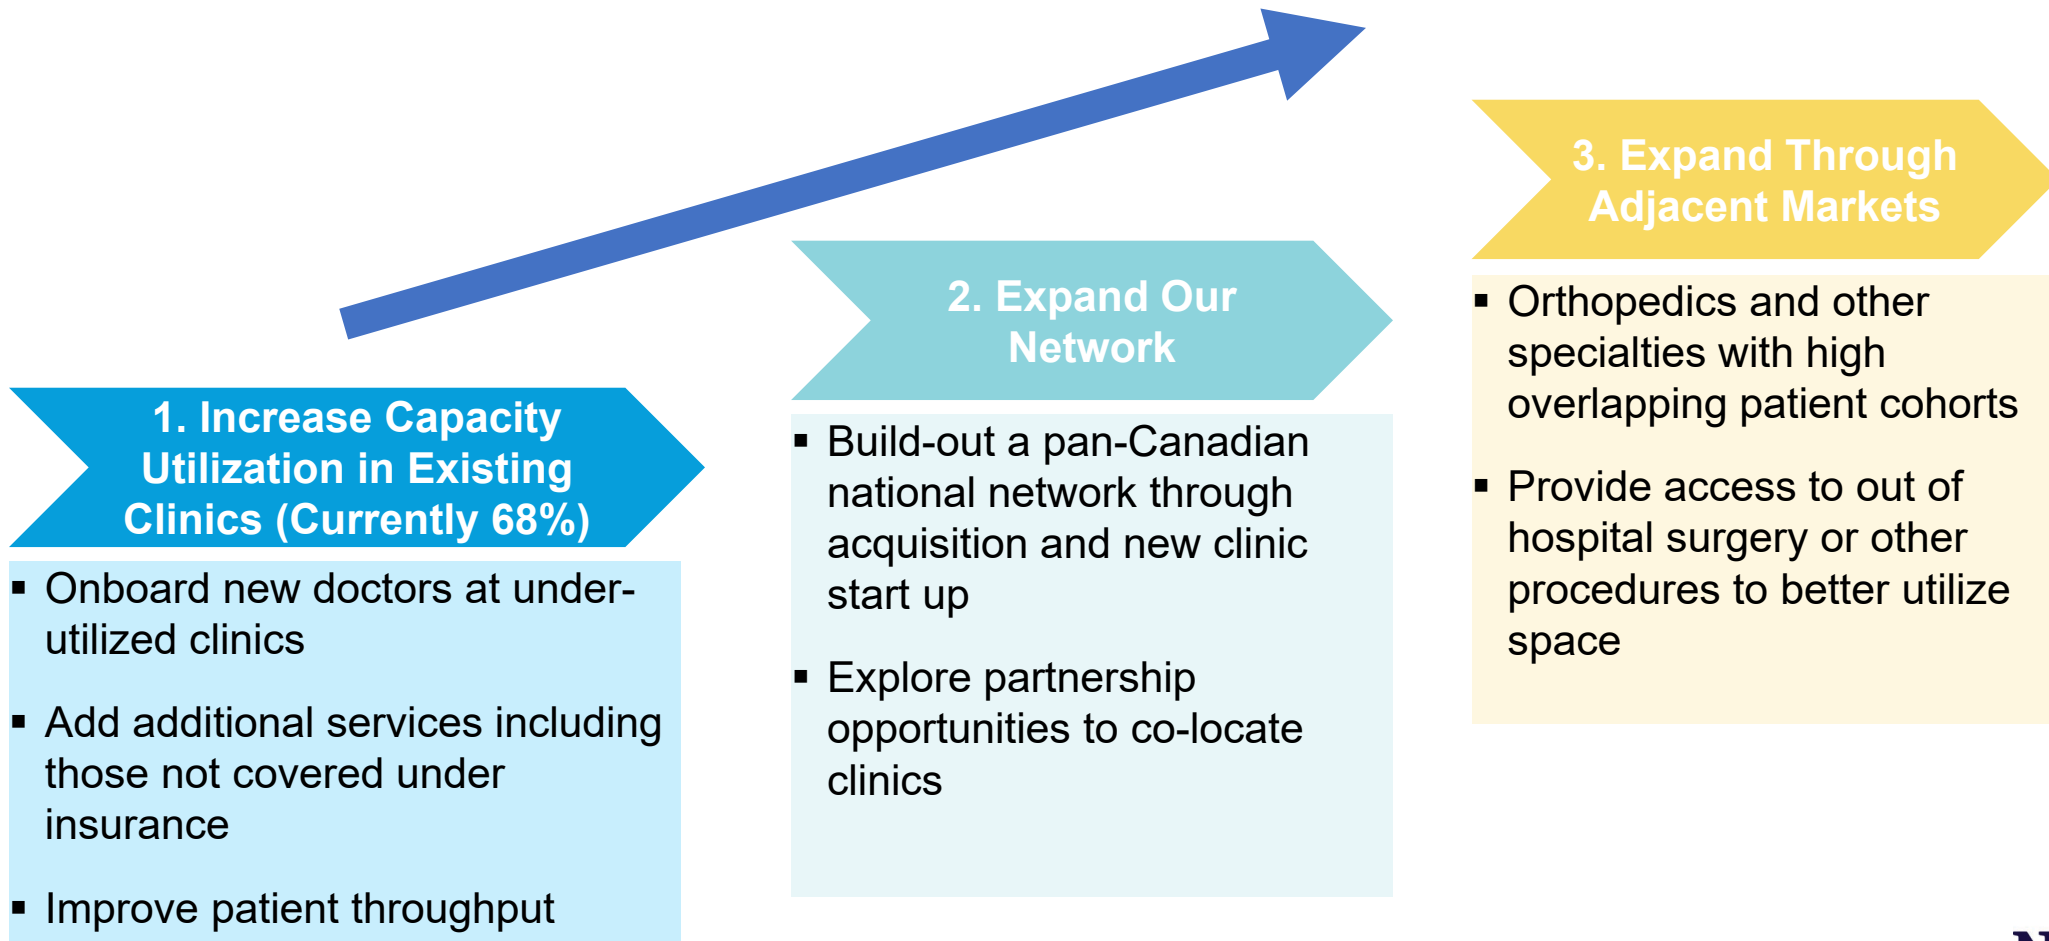 1. Increase Capacity
Utilization in Existing
Clinics (Currently 68%)
▪ Onboard new doctors at under-
utilized clinics
▪ Add additional services including
those not covered under
insurance
▪ Improve patient throughput
2. Expand Our
Network
▪ Build-out a pan-Canadian
national network through
acquisition and new clinic
start up
▪ Explore partnership
opportunities to co-locate
clinics
3. Expand Through
Adjacent Markets
▪ Orthopedics and other
specialties with high
overlapping patient cohorts
▪ Provide access to out of
hospital surgery or other
procedures to better utilize
space